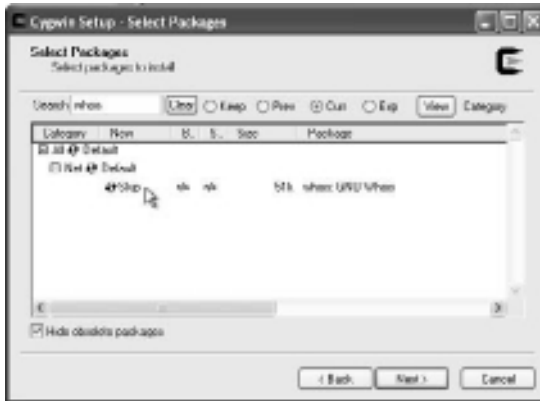 Cygwin Setup - Select Packages
Select Packages
Select packages to install
Search whois Clear Keep Prev Curr Exp View Category
Category New B.. S.. Size Package
All Default
Net Default
Skip n/a n/a 51k whois: GNU Whois
Hide obsolete packages
< Back Next > Cancel